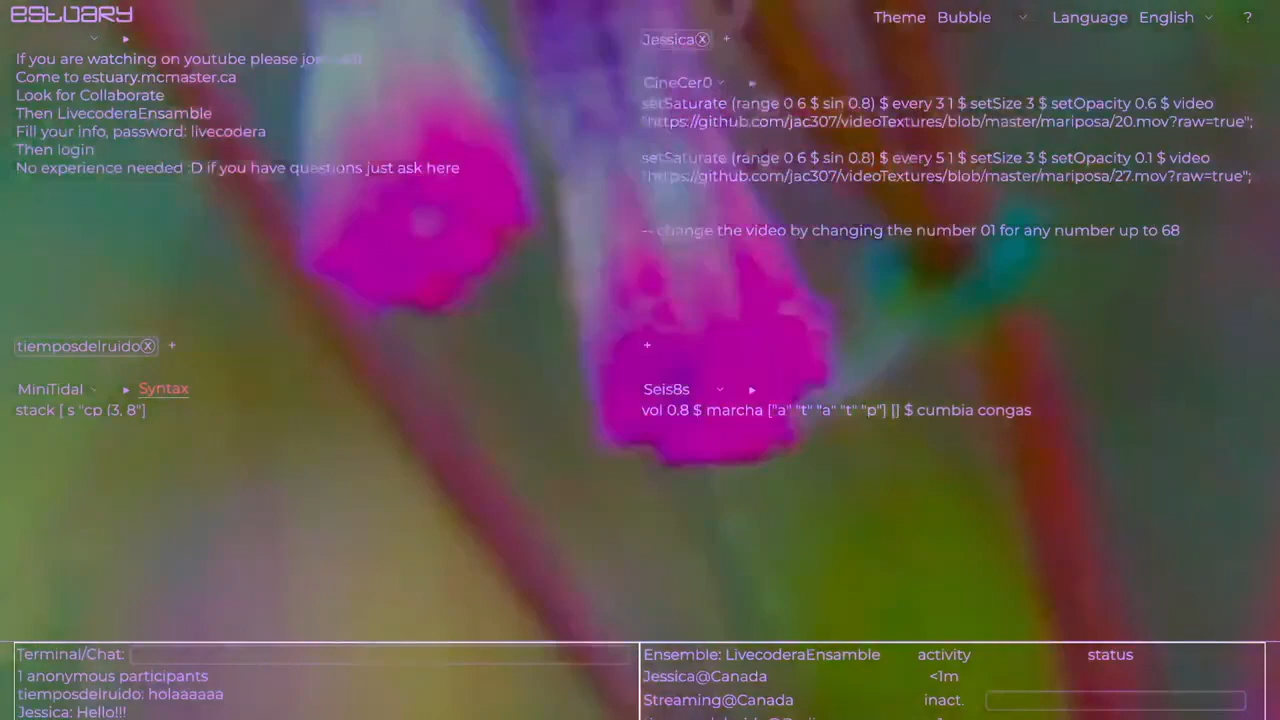 estuary
Theme Bubble Language English ?
If you are watching on youtube please join
Come to estuary.mcmaster.ca
Look for Collaborate
Then LivecoderaEnsamble
Fill your info, password: livecodera
Then login
No experience needed :D if you have questions just ask here
Jessicaⓧ +
CineCer0
setSaturate (range 0 6 $ sin 0.8) $ every 3 1 $ setSize 3 $ setOpacity 0.6 $ video
"https://github.com/jac307/videoTextures/blob/master/mariposa/20.mov?raw=true";
setSaturate (range 0 6 $ sin 0.8) $ every 5 1 $ setSize 3 $ setOpacity 0.1 $ video
"https://github.com/jac307/videoTextures/blob/master/mariposa/27.mov?raw=true";
-- change the video by changing the number 01 for any number up to 68
tiemposdelruidoⓧ +
MiniTidal Syntax
stack [ s "cp (3, 8"]
+
Seis8s
vol 0.8 $ marcha ["a" "t" "a" "t" "p"] [] $ cumbia congas
Terminal/Chat:
1 anonymous participants
tiemposdelruido: holaaaaaa
Jessica: Hello!!!
Ensemble: LivecoderaEnsamble activity status
Jessica@Canada <1m
Streaming@Canada inact.